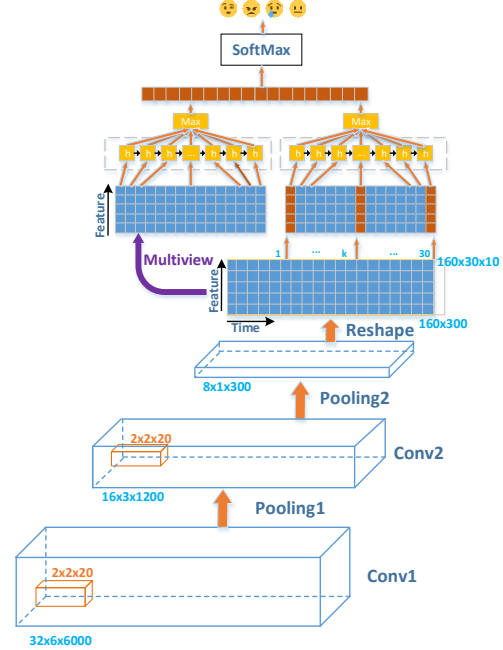 SoftMax
Max
Max
h h h ... h h h
h h h ... h h h
Feature
Multiview
1 ... k ... 30
160x30x10
Feature
Time
160x300
Reshape
8x1x300
Pooling2
2x2x20
Conv2
16x3x1200
Pooling1
2x2x20
Conv1
32x6x6000